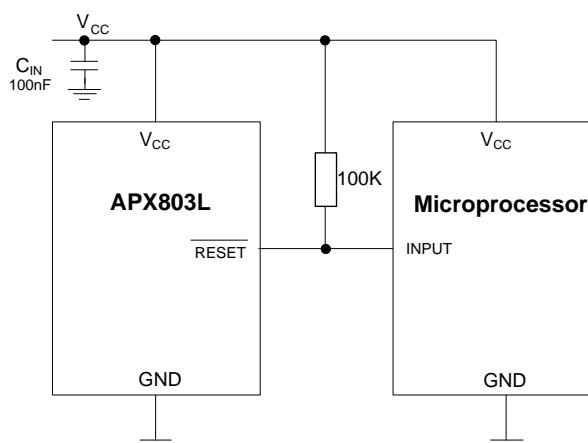 VCC
CIN
100nF
VCC
VCC
100K
APX803L
Microprocessor
RESET
INPUT
GND
GND